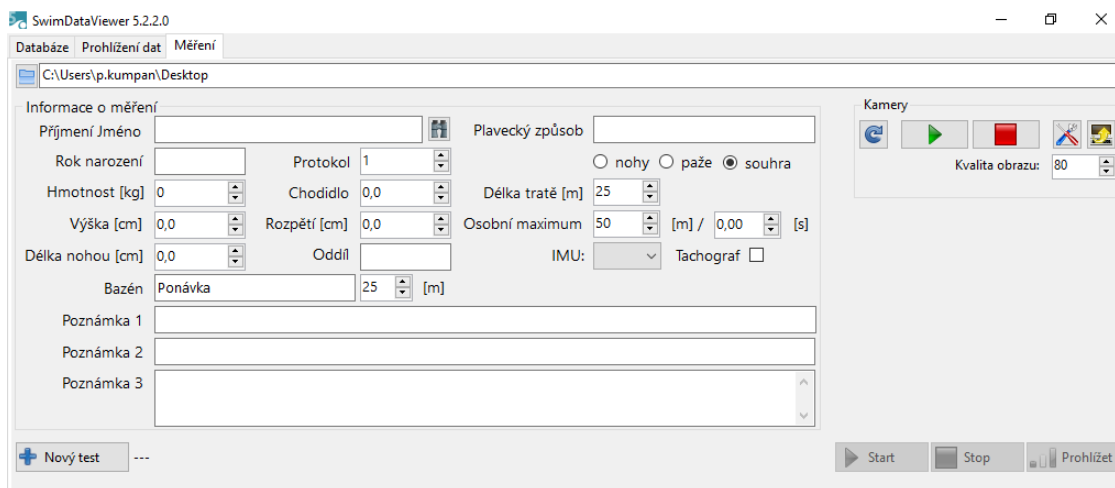 SwimDataViewer 5.2.2.0
Databáze Prohlížení dat Měření
C:\Users\p.kumpan\Desktop
Informace o měření
Příjmení Jméno
Plavecký způsob
Rok narození
Protokol 1
nohy paže souhra
Hmotnost [kg] 0
Chodidlo 0,0
Délka tratě [m] 25
Výška [cm] 0,0
Rozpětí [cm] 0,0
Osobní maximum 50 [m] / 0,00 [s]
Délka nohou [cm] 0,0
Oddíl
IMU:
Tachograf
Bazén Ponávka 25 [m]
Poznámka 1
Poznámka 2
Poznámka 3
Kamery
Kvalita obrazu: 80
Nový test ---
Start Stop Prohlížet